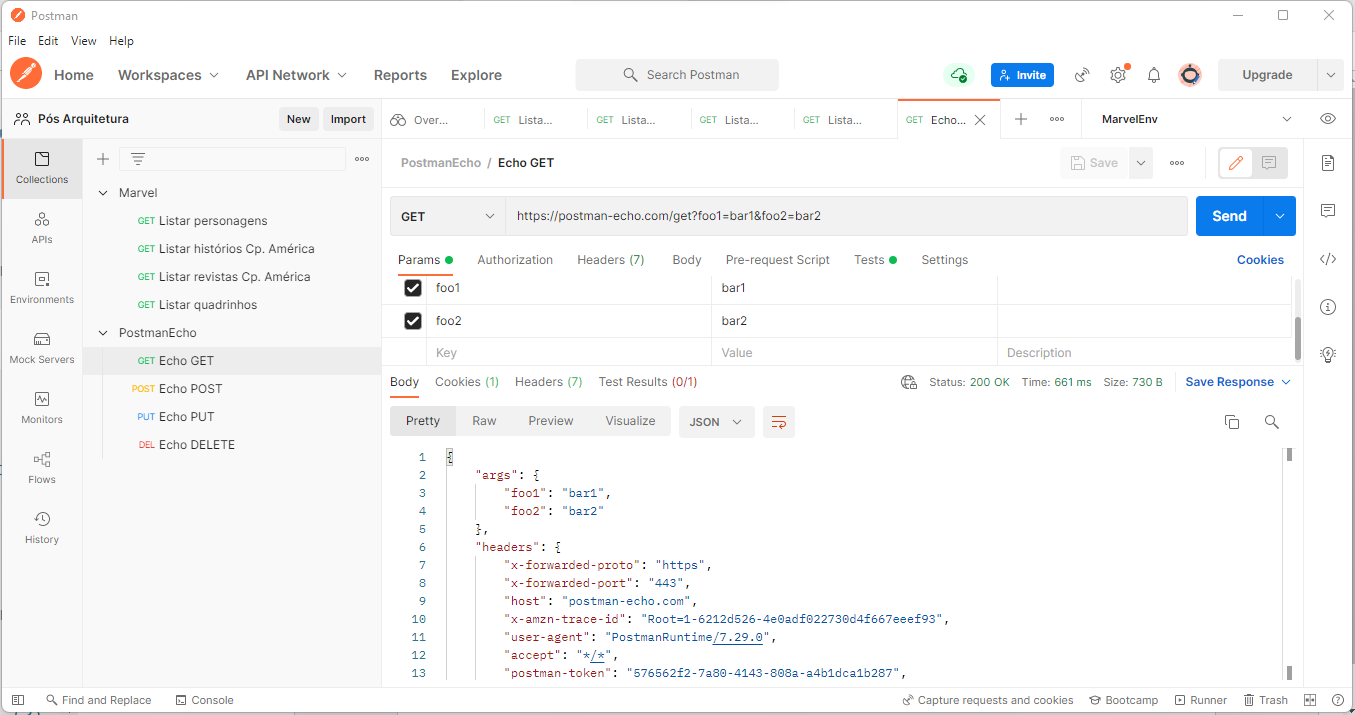 Postman
File Edit View Help
Home Workspaces API Network Reports Explore Search Postman Invite Upgrade
Pós Arquitetura New Import Over... GET Lista... GET Lista... GET Lista... GET Lista... GET Echo... MarvelEnv
Collections
APIs
Environments
Mock Servers
Monitors
Flows
History
Marvel
GET Listar personagens
GET Listar histórios Cp. América
GET Listar revistas Cp. América
GET Listar quadrinhos
PostmanEcho
GET Echo GET
POST Echo POST
PUT Echo PUT
DEL Echo DELETE
PostmanEcho / Echo GET Save
GET https://postman-echo.com/get?foo1=bar1&foo2=bar2 Send
Params Authorization Headers (7) Body Pre-request Script Tests Settings Cookies
foo1 bar1
foo2 bar2
Key Value Description
Body Cookies (1) Headers (7) Test Results (0/1) Status: 200 OK Time: 661 ms Size: 730 B Save Response
Pretty Raw Preview Visualize JSON
1 {
2 "args": {
3 "foo1": "bar1",
4 "foo2": "bar2"
5 },
6 "headers": {
7 "x-forwarded-proto": "https",
8 "x-forwarded-port": "443",
9 "host": "postman-echo.com",
10 "x-amzn-trace-id": "Root=1-6212d526-4e0adf022730d4f667eeef93",
11 "user-agent": "PostmanRuntime/7.29.0",
12 "accept": "*/*",
13 "postman-token": "576562f2-7a80-4143-808a-a4b1dca1b287",
Find and Replace Console Capture requests and cookies Bootcamp Runner Trash